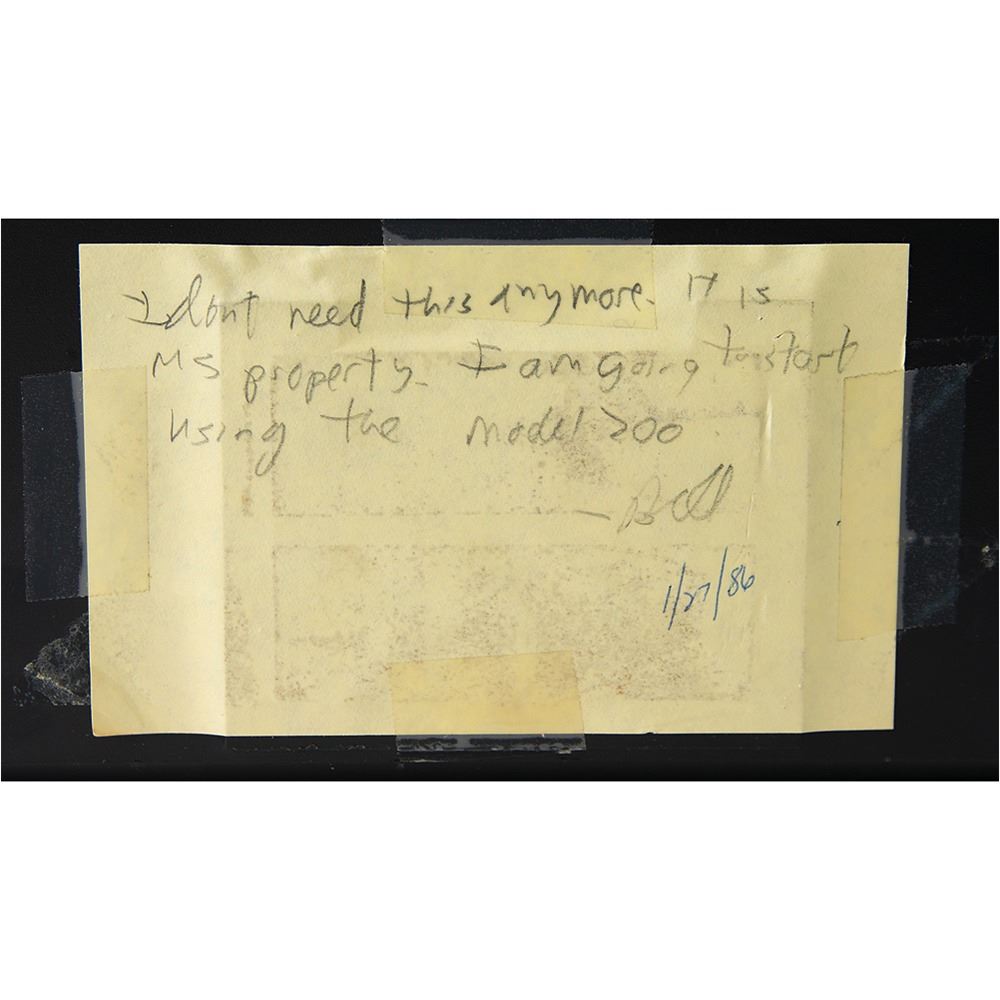 I dont need this anymore. It is
MS property. I am going to start
using the model 200
- Bill
1/27/86